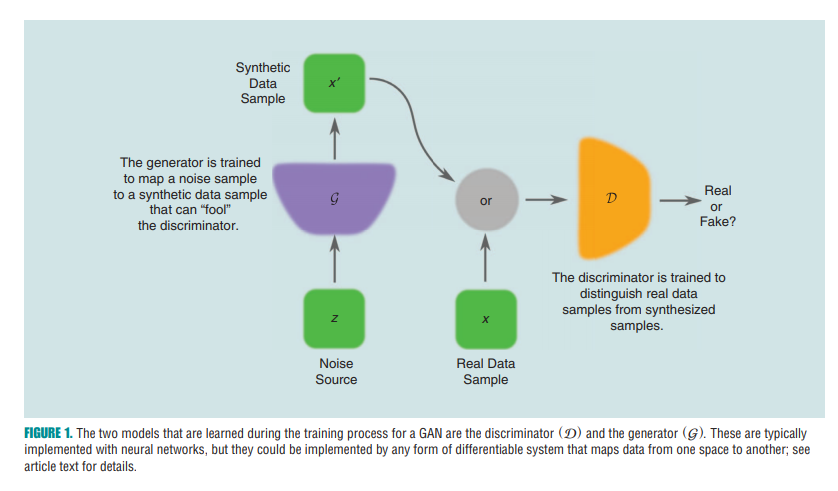 Synthetic
Data
Sample
x′
The generator is trained
to map a noise sample
to a synthetic data sample
that can “fool”
the discriminator.
G
z
Noise
Source
or
x
Real Data
Sample
D
Real
or
Fake?
The discriminator is trained to
distinguish real data
samples from synthesized
samples.
FIGURE 1. The two models that are learned during the training process for a GAN are the discriminator (D) and the generator (G). These are typically
implemented with neural networks, but they could be implemented by any form of differentiable system that maps data from one space to another; see
article text for details.